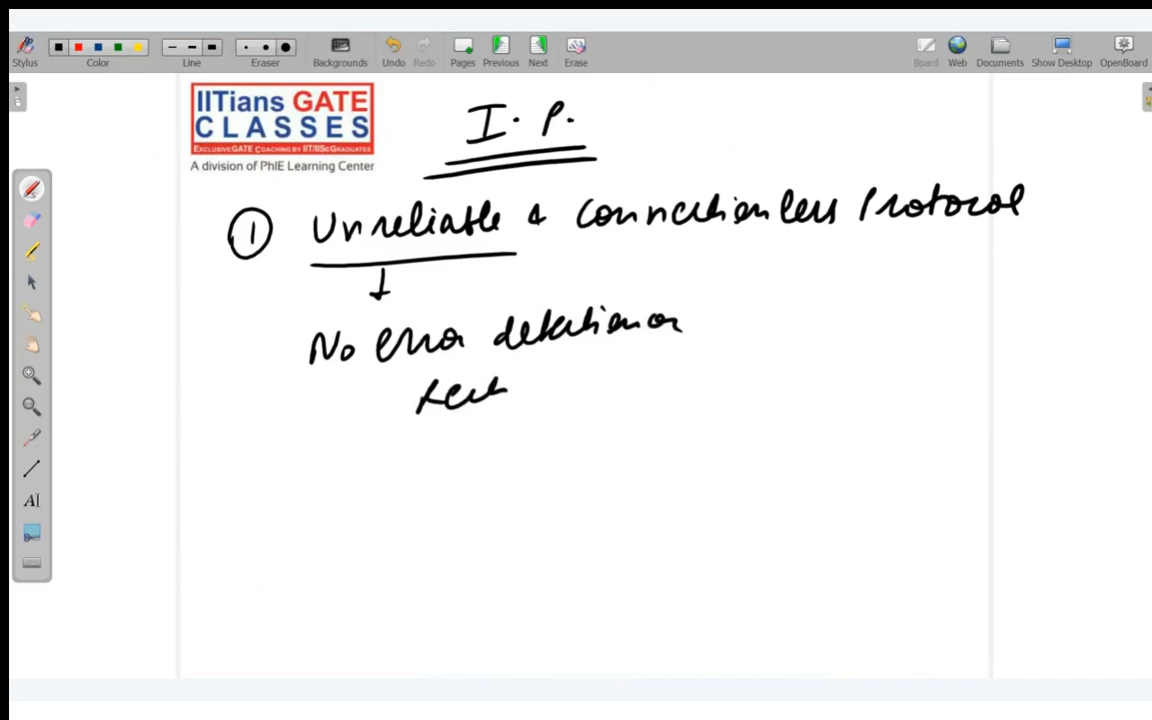 Stylus
Color
Line
Eraser
Backgrounds
Undo
Redo
Pages
Previous
Next
Erase
Board
Web
Documents
Show Desktop
OpenBoard
IITians GATE
CLASSES
EXCLUSIVE GATE COACHING BY IIT/IISc GRADUATES
A division of PhIE Learning Center
I. P.
① Unreliable & Connectionless Protocol
No error detection or
AI